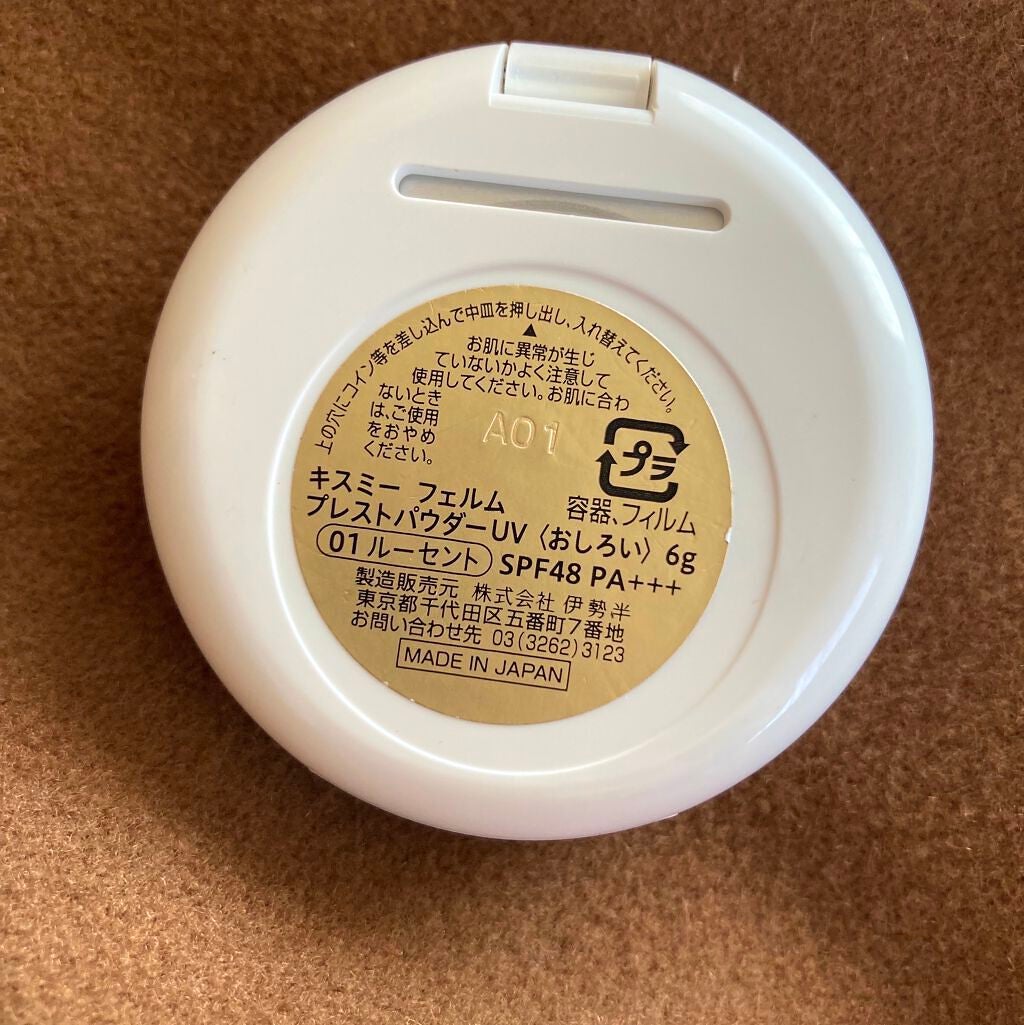 上の穴にコイン等を差し込んで中皿を押し出し、入れ替えてください。
▲
お肌に異常が生じ
ていないかよく注意して
使用してください。お肌に合わ
ないとき
は、ご使用
をおやめ
ください。
A01
プラ
容器、フィルム
キスミー フェルム
プレストパウダーUV〈おしろい〉 6g
01 ルーセント SPF48 PA+++
製造販売元 株式会社 伊勢半
東京都千代田区五番町7番地
お問い合わせ先 03(3262)3123
MADE IN JAPAN